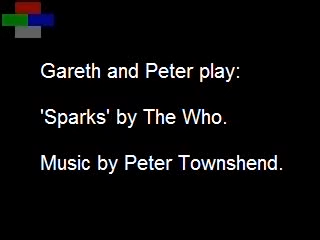 Gareth and Peter play:
'Sparks' by The Who.
Music by Peter Townshend.